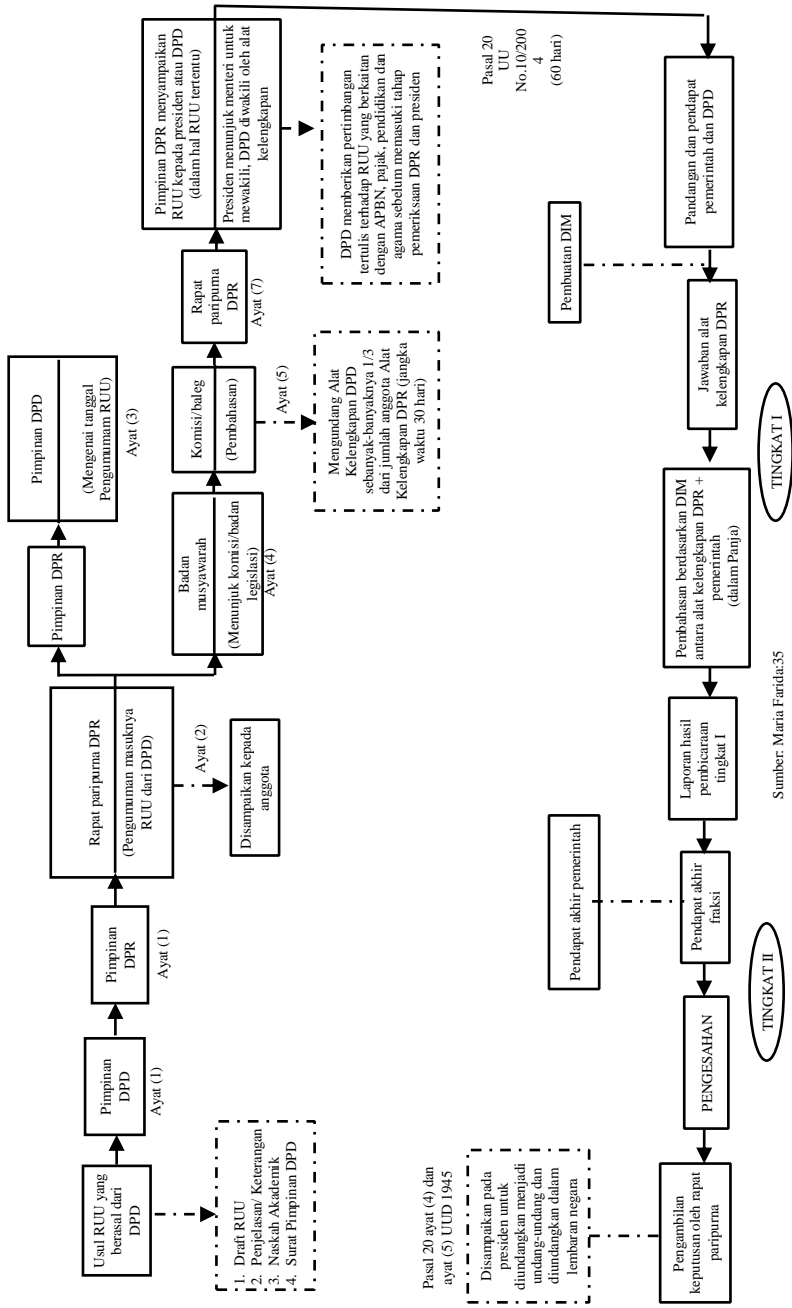 Usul RUU yang
berasal dari
DPD
1. Draft RUU
2. Penjelasan/ Keterangan
3. Naskah Akademik
4. Surat Pimpinan DPD
Pimpinan
DPD
Ayat (1)
Pimpinan
DPR
Ayat (1)
Rapat paripurna DPR
(Pengumuman masuknya
RUU dari DPD)
Ayat (2)
Disampaikan kepada
anggota
Pimpinan DPR
Pimpinan DPD
(Mengenai tanggal
Pengumumam RUU)
Ayat (3)
Badan
musyawarah
(Menunjuk komisi/badan
legislasi)
Ayat (4)
Komisi/baleg
(Pembahasan)
Ayat (5)
Mengundang Alat
Kelengkapan DPD
sebanyak-banyaknya 1/3
dari jumlah anggota Alat
Kelengkapan DPR (jangka
waktu 30 hari)
Rapat
paripurna
DPR
Ayat (7)
Pimpinan DPR menyampaikan
RUU kepada presiden atau DPD
(dalam hal RUU tertentu)
Presiden menunjuk menteri untuk
mewakili, DPD diwakili oleh alat
kelengkapan
DPD memberikan pertimbangan
tertulis terhadap RUU yang berkaitan
dengan APBN, pajak, pendidikan dan
agama sebelum memasuki tahap
pemeriksaan DPR dan presiden
Pasal 20
UU
No.10/200
4
(60 hari)
Pandangan dan pendapat
pemerintah dan DPD
Pembuatan DIM
Jawaban alat
kelengkapan DPR
TINGKAT I
Pembahasan berdasarkan DIM
antara alat kelengkapan DPR +
pemerintah
(dalam Panja)
Laporan hasil
pembicaraan
tingkat I
Pendapat akhir pemerintah
Pendapat akhir
fraksi
TINGKAT II
PENGESAHAN
Pengambilan
keputusan oleh rapat
paripurna
Pasal 20 ayat (4) dan
ayat (5) UUD 1945
Disampaikan pada
presiden untuk
diundangkan menjadi
undang-undang dan
diundangkan dalam
lembaran negara
Sumber: Maria Farida:35